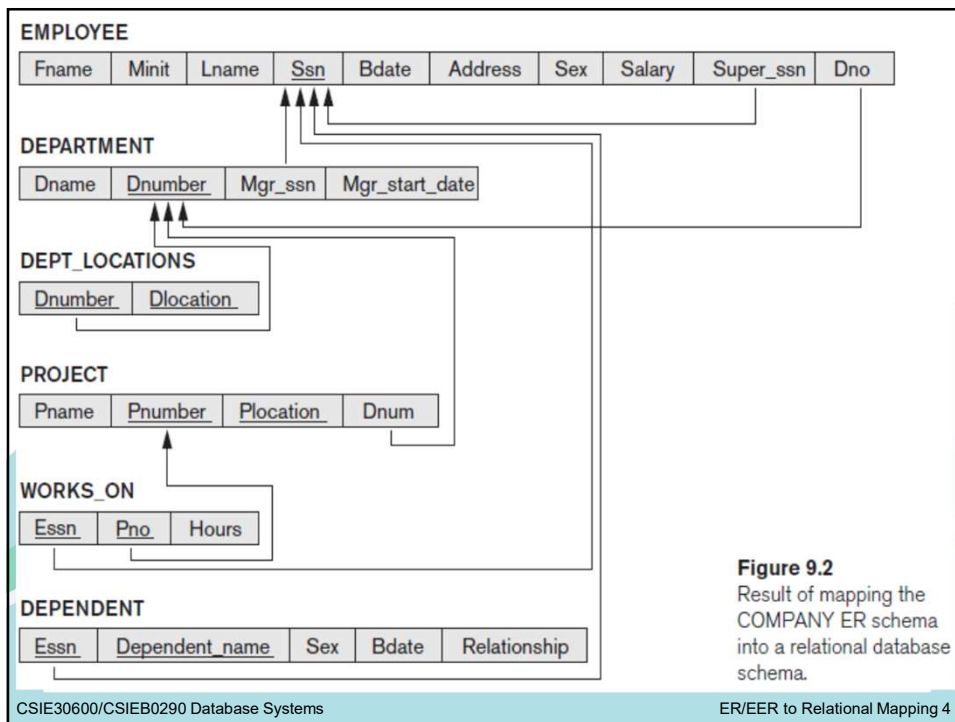 EMPLOYEE
Fname Minit Lname Ssn Bdate Address Sex Salary Super_ssn Dno
DEPARTMENT
Dname Dnumber Mgr_ssn Mgr_start_date
DEPT_LOCATIONS
Dnumber Dlocation
PROJECT
Pname Pnumber Plocation Dnum
WORKS_ON
Essn Pno Hours
DEPENDENT
Essn Dependent_name Sex Bdate Relationship
Figure 9.2
Result of mapping the
COMPANY ER schema
into a relational database
schema.
CSIE30600/CSIEB0290 Database Systems ER/EER to Relational Mapping 4